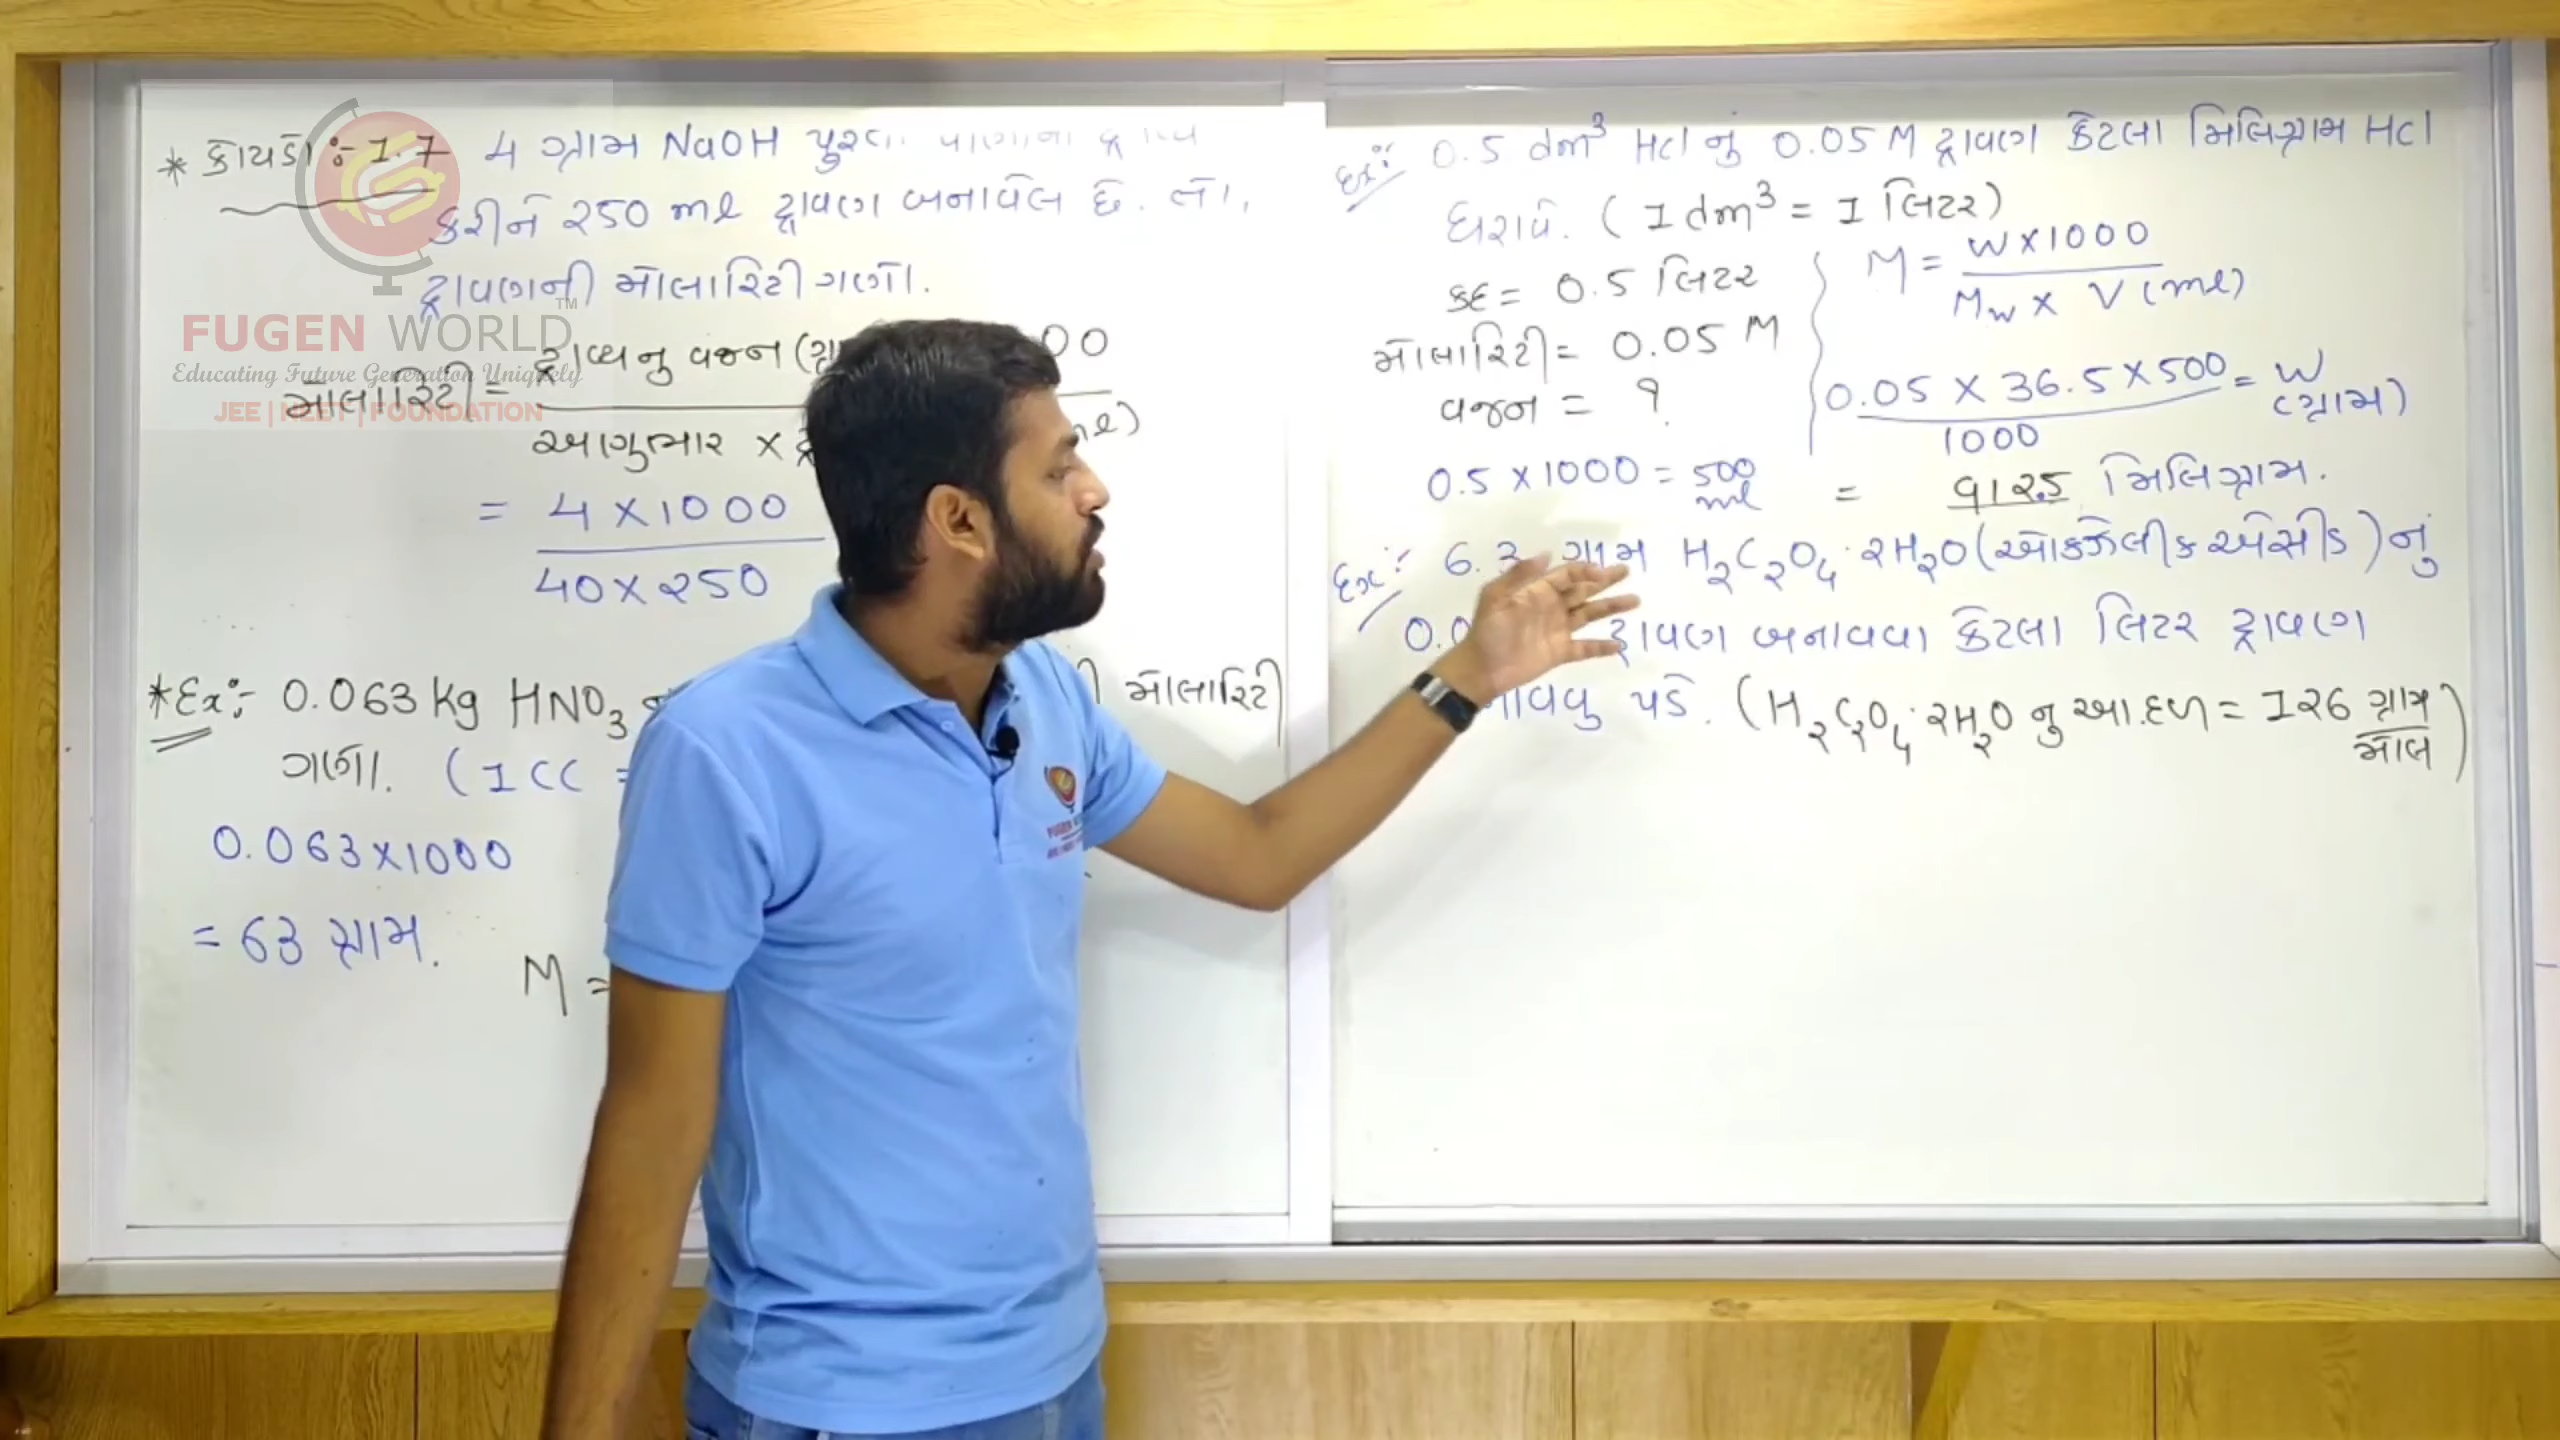 * કોયડો :- 1.7 4 ગ્રામ NaOH
કરીને 250 ml દ્રાવણ બનાવેલ છે. તો,
દ્રાવણની મોલારિટી ગણો.
FUGEN WORLD™
Educating Future Generation Uniquely
JEE | NEET | FOUNDATION
મોલારિટી = દ્રાવ્યનુ વજન
અણુભાર ×
= 4 × 1000
40 × 250
* Ex :- 0.063 Kg HNO3 મોલારિટી
ગણો. (1 CC =
0.063 × 1000
= 63 ગ્રામ.
M =
Ex :- 0.5 dm³ HCl નુ 0.05 M દ્રાવણ કેટલા મિલિગ્રામ HCl
ધરાવે. (1 dm³ = 1 લિટર)
કદ = 0.5 લિટર
મોલારિટી = 0.05 M
વજન = ?
0.5 × 1000 = 500 ml
M = W × 1000
Mw × V (ml)
0.05 × 36.5 × 500 = W (ગ્રામ)
1000
= 912.5 મિલિગ્રામ.
Ex :- 6.3 ગ્રામ H2C2O4·2H2O (ઓક્ઝેલીક એસીડ) નુ
દ્રાવણ બનાવવા કેટલા લિટર દ્રાવણ
પડે. (H2C2O4·2H2O નુ આ.દળ = 126 ગ્રામ
મોલ)